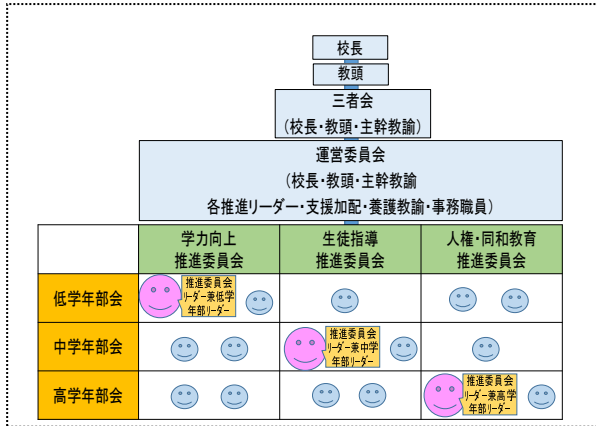 校長
教頭
三者会
(校長・教頭・主幹教諭)
運営委員会
(校長・教頭・主幹教諭
各推進リーダー・支援加配・養護教諭・事務職員)
学力向上
推進委員会
生徒指導
推進委員会
人権・同和教育
推進委員会
低学年部会
推進委員会
リーダー兼低学
年部リーダー
中学年部会
推進委員会
リーダー兼中学
年部リーダー
高学年部会
推進委員会
リーダー兼高学
年部リーダー